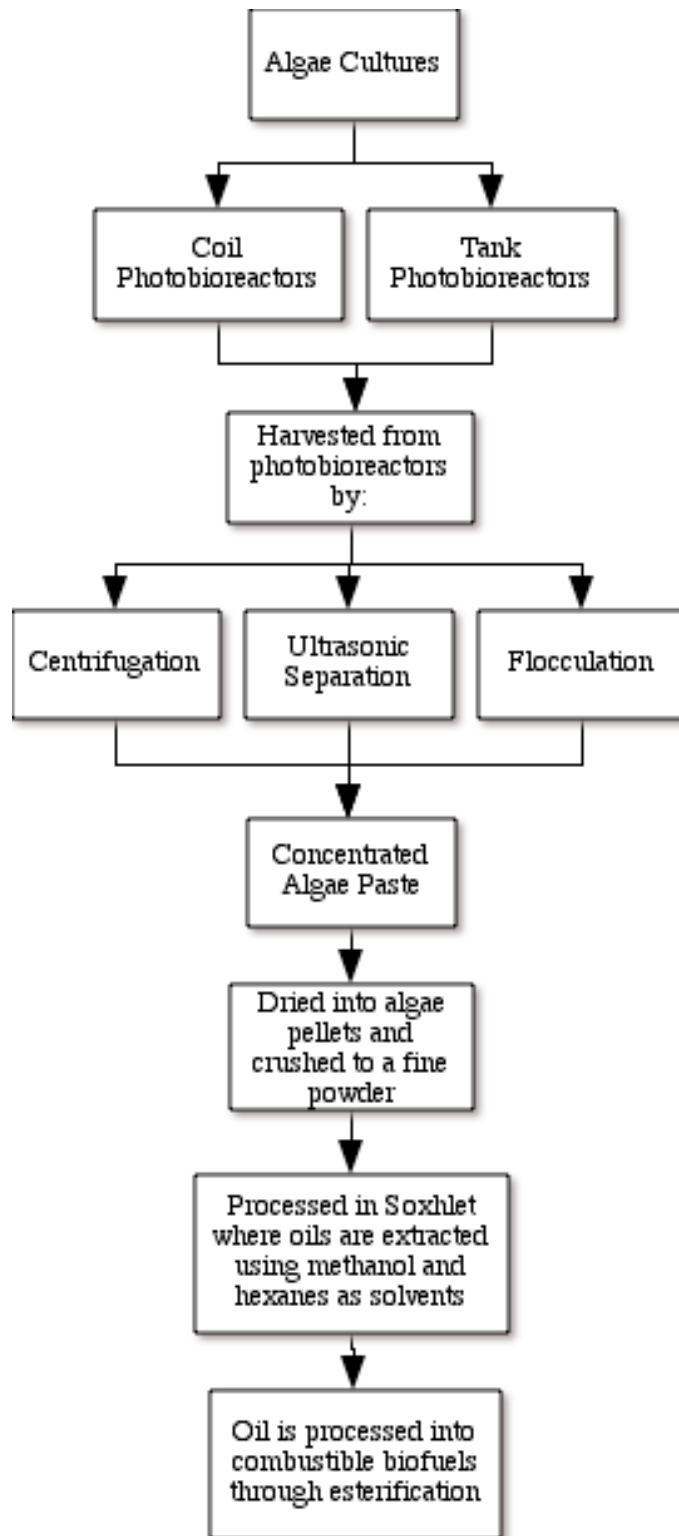 Algae Cultures
Coil
Photobioreactors
Tank
Photobioreactors
Harvested from
photobioreactors
by:
Centrifugation
Ultrasonic
Separation
Flocculation
Concentrated
Algae Paste
Dried into algae
pellets and
crushed to a fine
powder
Processed in Soxhlet
where oils are extracted
using methanol and
hexanes as solvents
Oil is processed into
combustible biofuels
through esterification